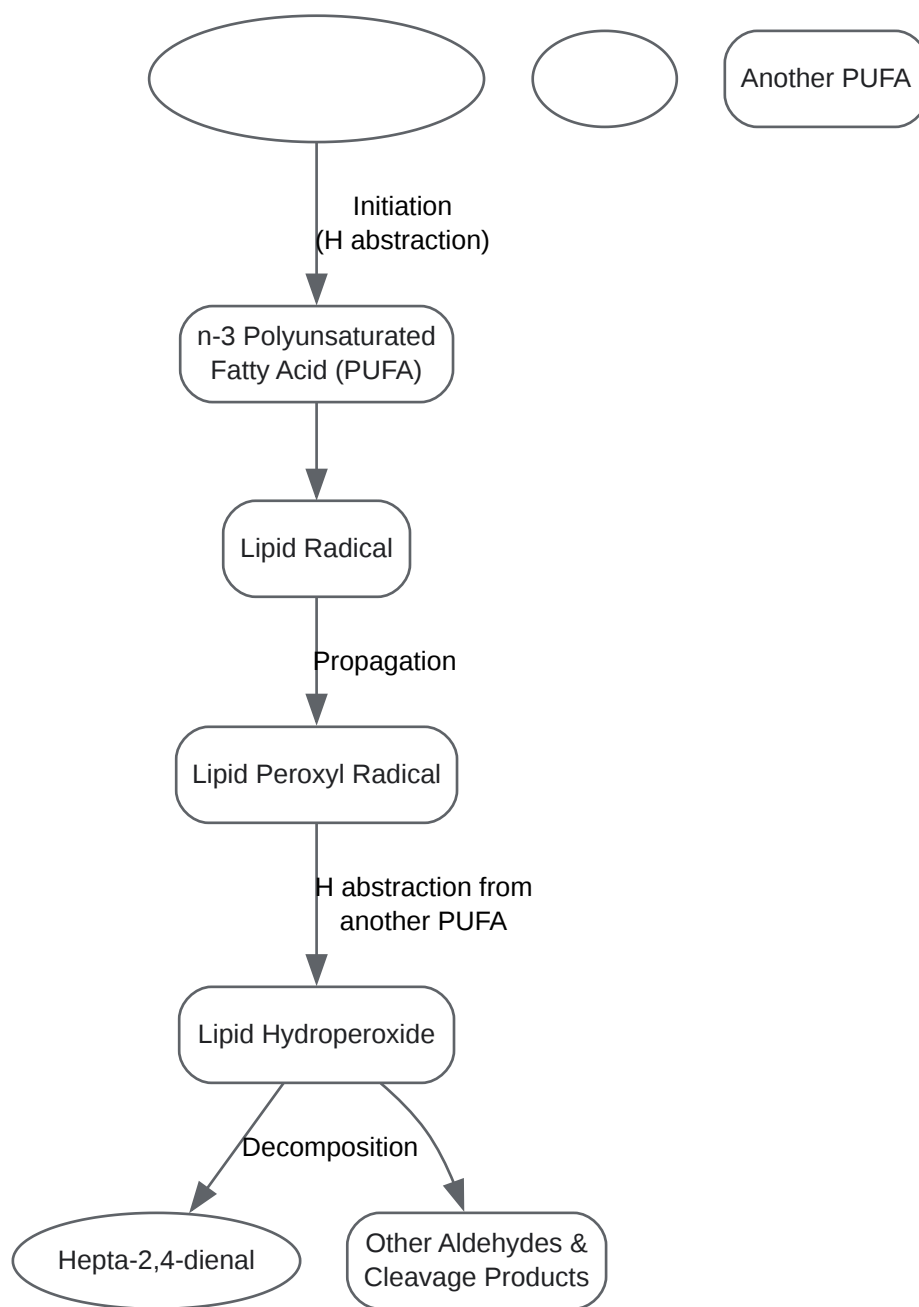 Another PUFA
Initiation
(H abstraction)
n-3 Polyunsaturated
Fatty Acid (PUFA)
Lipid Radical
Propagation
Lipid Peroxyl Radical
H abstraction from
another PUFA
Lipid Hydroperoxide
Decomposition
Hepta-2,4-dienal
Other Aldehydes &
Cleavage Products